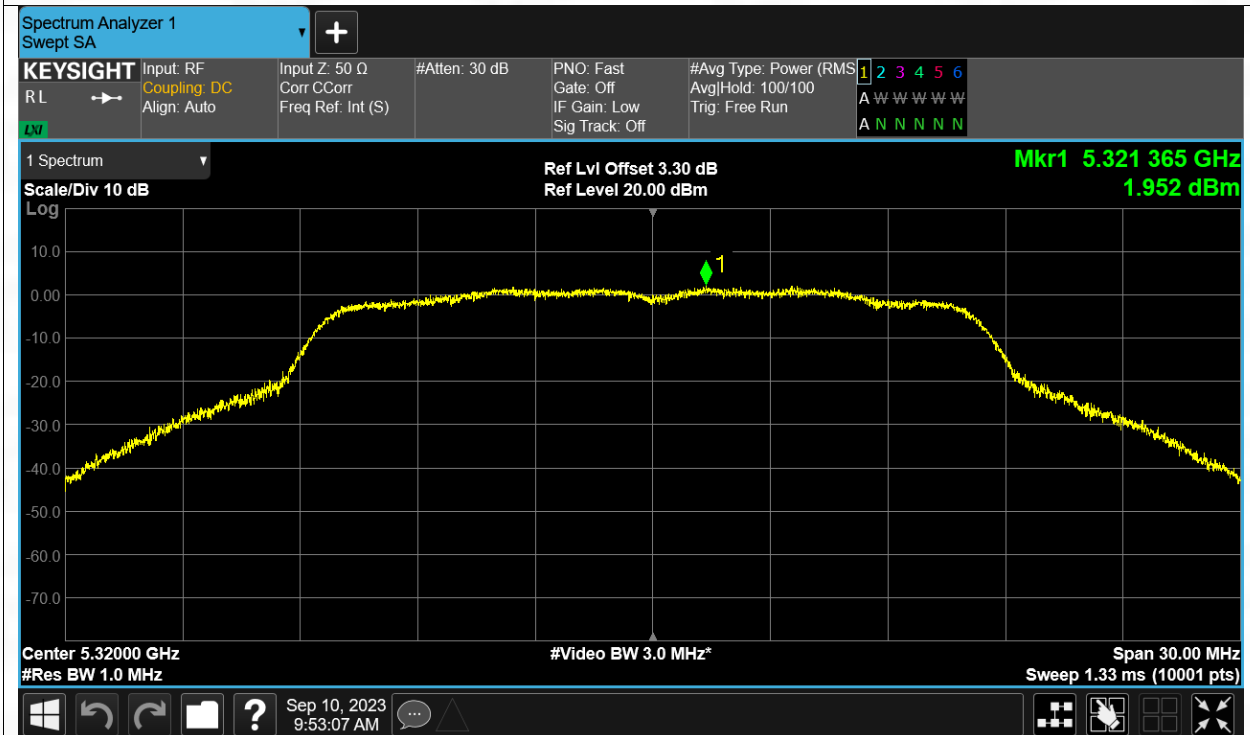 Spectrum Analyzer 1
Swept SA
+
KEYSIGHT
R L
LXI
Input: RF
Coupling: DC
Align: Auto
Input Z: 50 Ω
Corr CCorr
Freq Ref: Int (S)
#Atten: 30 dB
PNO: Fast
Gate: Off
IF Gain: Low
Sig Track: Off
#Avg Type: Power (RMS
Avg|Hold: 100/100
Trig: Free Run
1 2 3 4 5 6
A W W W W W
A N N N N N
1 Spectrum
Scale/Div 10 dB
Log
Ref Lvl Offset 3.30 dB
Ref Level 20.00 dBm
Mkr1 5.321 365 GHz
1.952 dBm
1
10.0
0.00
-10.0
-20.0
-30.0
-40.0
-50.0
-60.0
-70.0
Center 5.32000 GHz
#Res BW 1.0 MHz
#Video BW 3.0 MHz*
Span 30.00 MHz
Sweep 1.33 ms (10001 pts)
?
Sep 10, 2023
9:53:07 AM